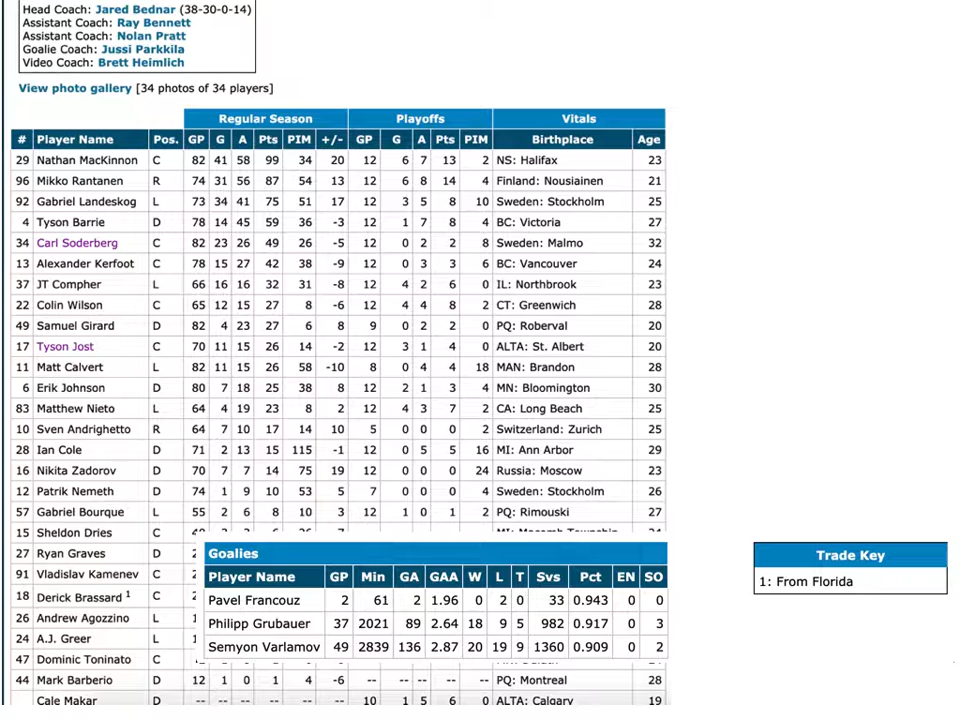 Head Coach: Jared Bednar (38-30-0-14)
Assistant Coach: Ray Bennett
Assistant Coach: Nolan Pratt
Goalie Coach: Jussi Parkkila
Video Coach: Brett Heimlich
View photo gallery [34 photos of 34 players]
Regular Season Playoffs Vitals
# Player Name Pos. GP G A Pts PIM +/- GP G A Pts PIM Birthplace Age
29 Nathan MacKinnon C 82 41 58 99 34 20 12 6 7 13 2 NS: Halifax 23
96 Mikko Rantanen R 74 31 56 87 54 13 12 6 8 14 4 Finland: Nousiainen 21
92 Gabriel Landeskog L 73 34 41 75 51 17 12 3 5 8 10 Sweden: Stockholm 25
4 Tyson Barrie D 78 14 45 59 36 -3 12 1 7 8 4 BC: Victoria 27
34 Carl Soderberg C 82 23 26 49 26 -5 12 0 2 2 8 Sweden: Malmo 32
13 Alexander Kerfoot C 78 15 27 42 38 -9 12 0 3 3 6 BC: Vancouver 24
37 JT Compher L 66 16 16 32 31 -8 12 4 2 6 0 IL: Northbrook 23
22 Colin Wilson C 65 12 15 27 8 -6 12 4 4 8 2 CT: Greenwich 28
49 Samuel Girard D 82 4 23 27 6 8 9 0 2 2 0 PQ: Roberval 20
17 Tyson Jost C 70 11 15 26 14 -2 12 3 1 4 0 ALTA: St. Albert 20
11 Matt Calvert L 82 11 15 26 58 -10 8 0 4 4 18 MAN: Brandon 28
6 Erik Johnson D 80 7 18 25 38 8 12 2 1 3 4 MN: Bloomington 30
83 Matthew Nieto L 64 4 19 23 8 2 12 4 3 7 2 CA: Long Beach 25
10 Sven Andrighetto R 64 7 10 17 14 10 5 0 0 0 2 Switzerland: Zurich 25
28 Ian Cole D 71 2 13 15 115 -1 12 0 5 5 16 MI: Ann Arbor 29
16 Nikita Zadorov D 70 7 7 14 75 19 12 0 0 0 24 Russia: Moscow 23
12 Patrik Nemeth D 74 1 9 10 53 5 7 0 0 0 4 Sweden: Stockholm 26
57 Gabriel Bourque L 55 2 6 8 10 3 12 1 0 1 2 PQ: Rimouski 27
15 Sheldon Dries C
27 Ryan Graves D
91 Vladislav Kamenev C
18 Derick Brassard 1 C
26 Andrew Agozzino L
24 A.J. Greer L
47 Dominic Toninato C
44 Mark Barberio D 12 1 0 1 4 -6 -- -- -- -- -- PQ: Montreal 28
Cale Makar D -- -- -- -- -- -- 10 1 5 6 0 ALTA: Calgary 19
Goalies
Player Name GP Min GA GAA W L T Svs Pct EN SO
Pavel Francouz 2 61 2 1.96 0 2 0 33 0.943 0 0
Philipp Grubauer 37 2021 89 2.64 18 9 5 982 0.917 0 3
Semyon Varlamov 49 2839 136 2.87 20 19 9 1360 0.909 0 2
Trade Key
1: From Florida